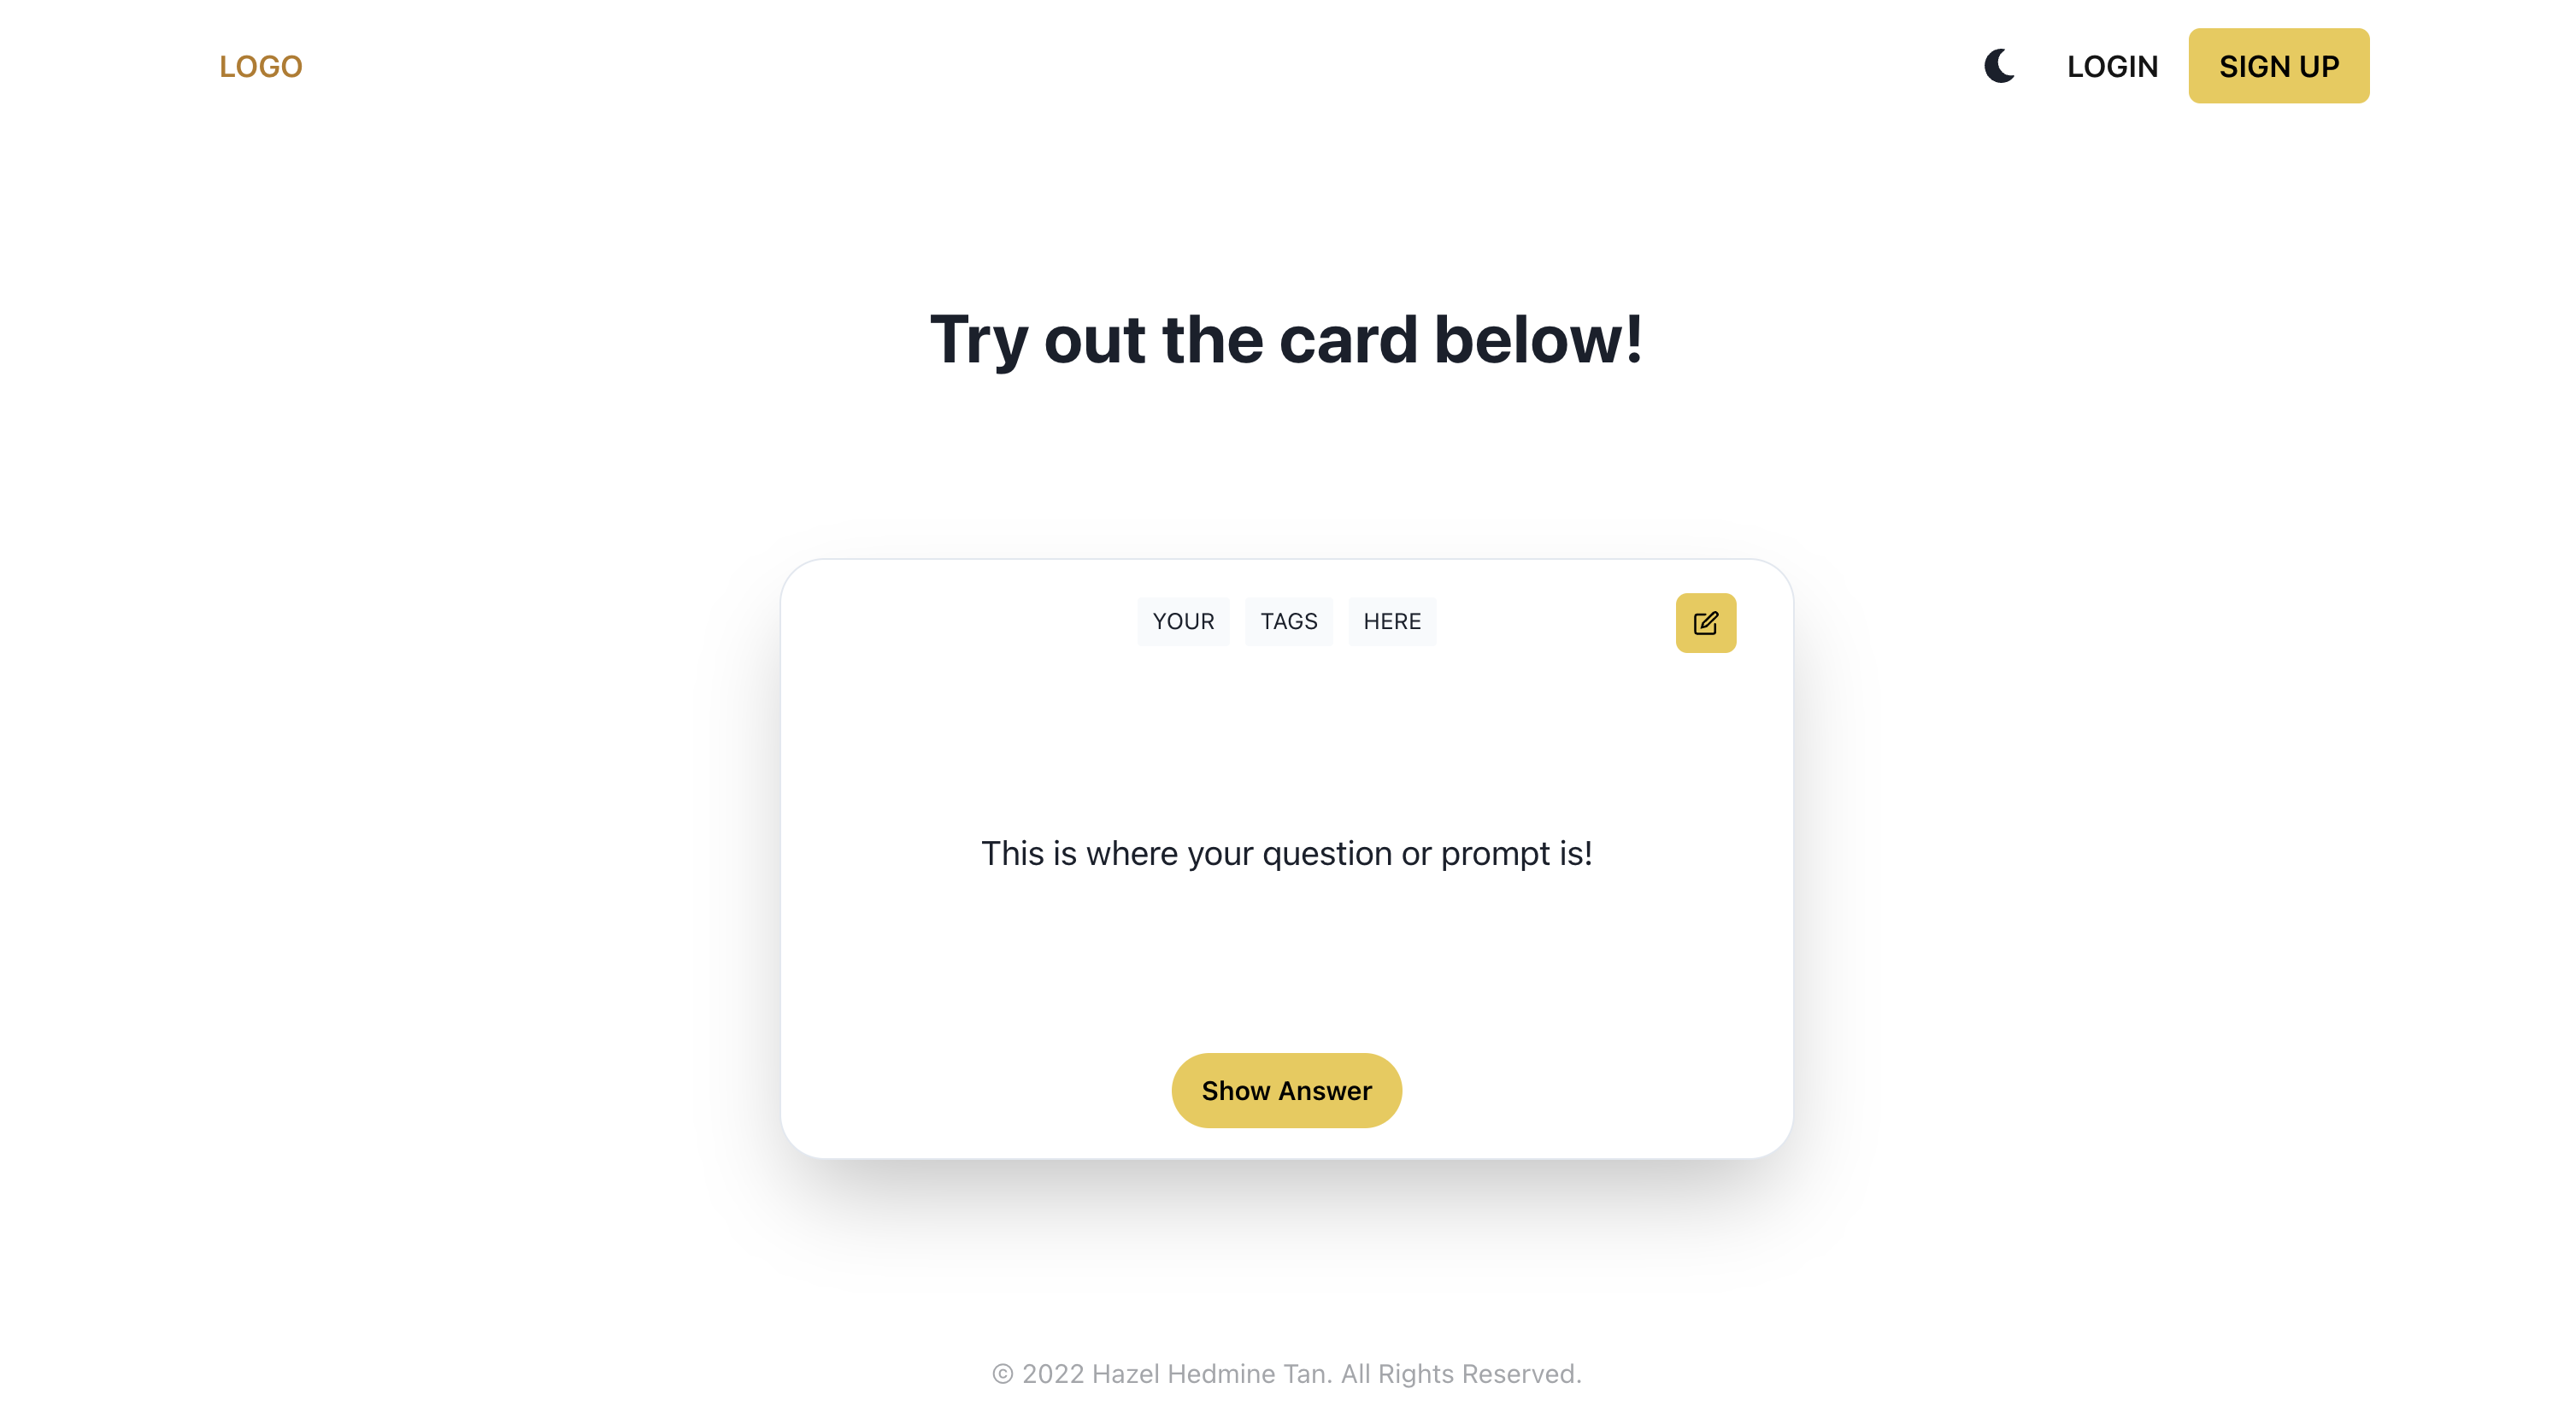 LOGO LOGIN SIGN UP
Try out the card below!
YOUR TAGS HERE
This is where your question or prompt is!
Show Answer
© 2022 Hazel Hedmine Tan. All Rights Reserved.